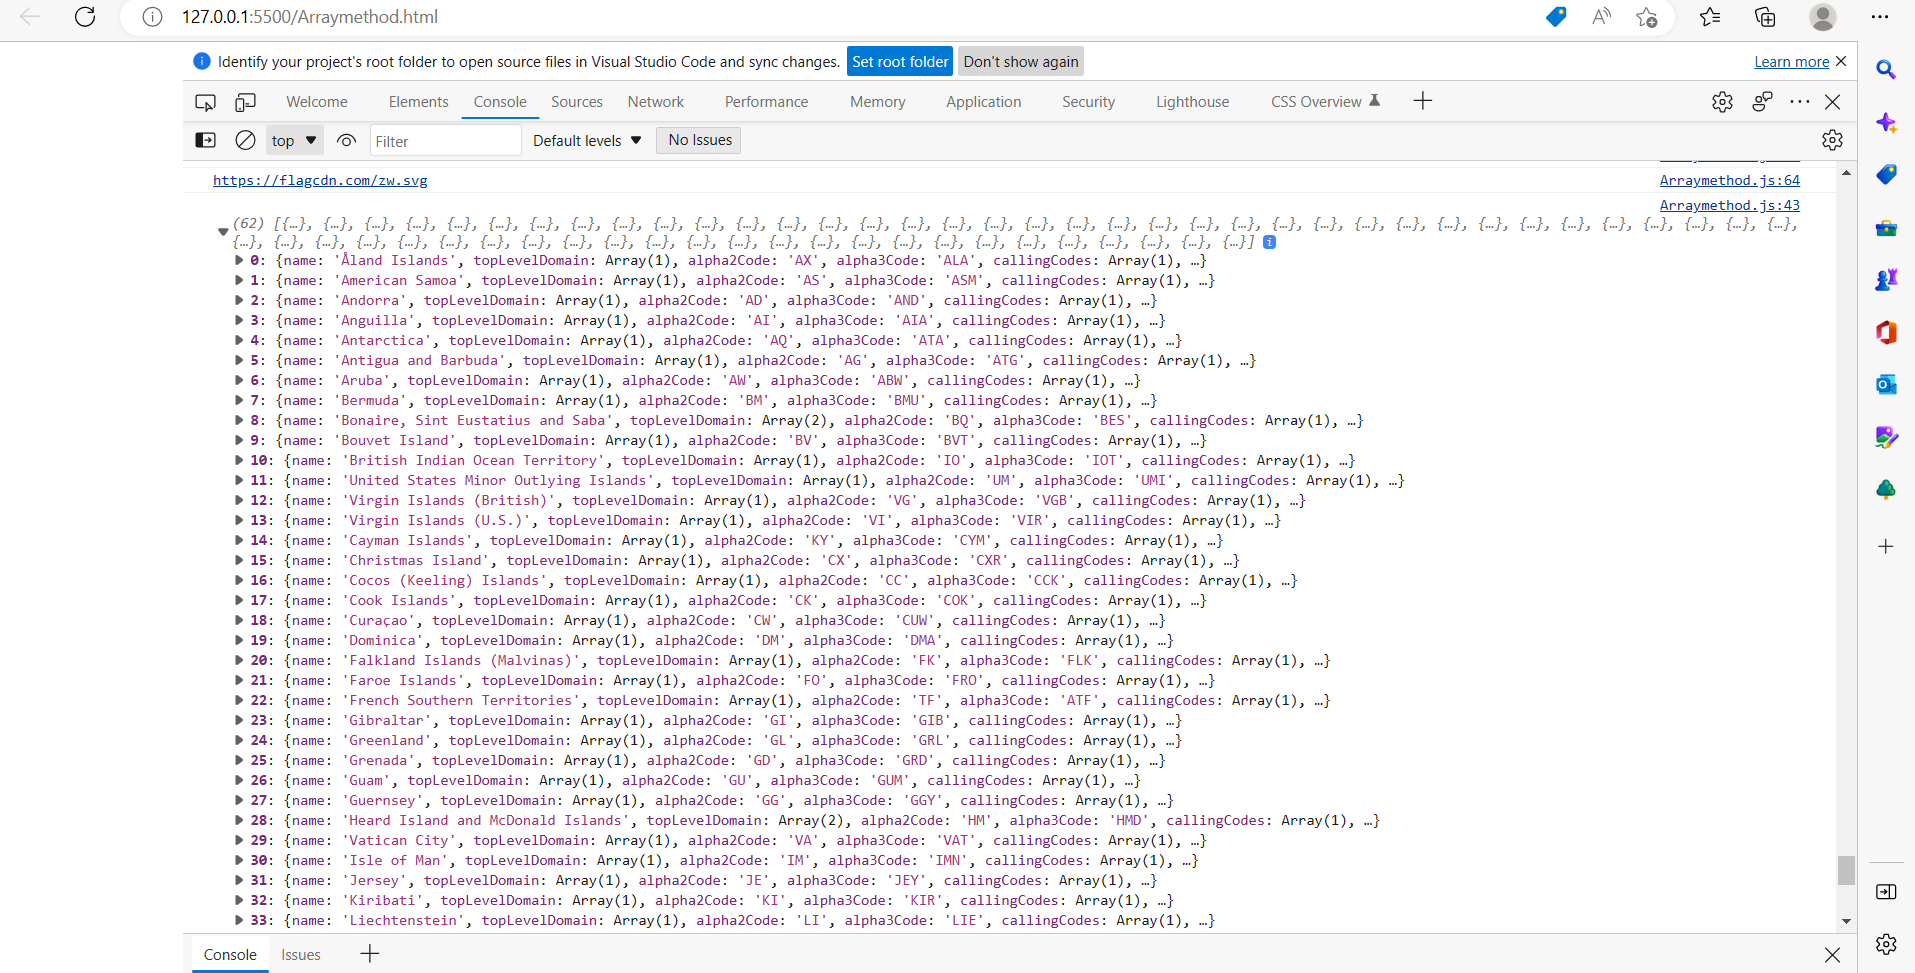 127.0.0.1:5500/Arraymethod.html
Identify your project's root folder to open source files in Visual Studio Code and sync changes. Set root folder Don't show again Learn more
Welcome Elements Console Sources Network Performance Memory Application Security Lighthouse CSS Overview
top Filter Default levels No Issues
https://flagcdn.com/zw.svg Arraymethod.js:64
Arraymethod.js:43
(62) [{…}, {…}, {…}, {…}, {…}, {…}, {…}, {…}, {…}, {…}, {…}, {…}, {…}, {…}, {…}, {…}, {…}, {…}, {…}, {…}, {…}, {…}, {…}, {…}, {…}, {…}, {…}, {…}, {…}, {…}, {…}, {…}, {…}, {…}, {…}, {…}, {…},
{…}, {…}, {…}, {…}, {…}, {…}, {…}, {…}, {…}, {…}, {…}, {…}, {…}, {…}, {…}, {…}, {…}, {…}, {…}, {…}, {…}, {…}, {…}, {…}, {…}] i
0: {name: 'Åland Islands', topLevelDomain: Array(1), alpha2Code: 'AX', alpha3Code: 'ALA', callingCodes: Array(1), …}
1: {name: 'American Samoa', topLevelDomain: Array(1), alpha2Code: 'AS', alpha3Code: 'ASM', callingCodes: Array(1), …}
2: {name: 'Andorra', topLevelDomain: Array(1), alpha2Code: 'AD', alpha3Code: 'AND', callingCodes: Array(1), …}
3: {name: 'Anguilla', topLevelDomain: Array(1), alpha2Code: 'AI', alpha3Code: 'AIA', callingCodes: Array(1), …}
4: {name: 'Antarctica', topLevelDomain: Array(1), alpha2Code: 'AQ', alpha3Code: 'ATA', callingCodes: Array(1), …}
5: {name: 'Antigua and Barbuda', topLevelDomain: Array(1), alpha2Code: 'AG', alpha3Code: 'ATG', callingCodes: Array(1), …}
6: {name: 'Aruba', topLevelDomain: Array(1), alpha2Code: 'AW', alpha3Code: 'ABW', callingCodes: Array(1), …}
7: {name: 'Bermuda', topLevelDomain: Array(1), alpha2Code: 'BM', alpha3Code: 'BMU', callingCodes: Array(1), …}
8: {name: 'Bonaire, Sint Eustatius and Saba', topLevelDomain: Array(2), alpha2Code: 'BQ', alpha3Code: 'BES', callingCodes: Array(1), …}
9: {name: 'Bouvet Island', topLevelDomain: Array(1), alpha2Code: 'BV', alpha3Code: 'BVT', callingCodes: Array(1), …}
10: {name: 'British Indian Ocean Territory', topLevelDomain: Array(1), alpha2Code: 'IO', alpha3Code: 'IOT', callingCodes: Array(1), …}
11: {name: 'United States Minor Outlying Islands', topLevelDomain: Array(1), alpha2Code: 'UM', alpha3Code: 'UMI', callingCodes: Array(1), …}
12: {name: 'Virgin Islands (British)', topLevelDomain: Array(1), alpha2Code: 'VG', alpha3Code: 'VGB', callingCodes: Array(1), …}
13: {name: 'Virgin Islands (U.S.)', topLevelDomain: Array(1), alpha2Code: 'VI', alpha3Code: 'VIR', callingCodes: Array(1), …}
14: {name: 'Cayman Islands', topLevelDomain: Array(1), alpha2Code: 'KY', alpha3Code: 'CYM', callingCodes: Array(1), …}
15: {name: 'Christmas Island', topLevelDomain: Array(1), alpha2Code: 'CX', alpha3Code: 'CXR', callingCodes: Array(1), …}
16: {name: 'Cocos (Keeling) Islands', topLevelDomain: Array(1), alpha2Code: 'CC', alpha3Code: 'CCK', callingCodes: Array(1), …}
17: {name: 'Cook Islands', topLevelDomain: Array(1), alpha2Code: 'CK', alpha3Code: 'COK', callingCodes: Array(1), …}
18: {name: 'Curaçao', topLevelDomain: Array(1), alpha2Code: 'CW', alpha3Code: 'CUW', callingCodes: Array(1), …}
19: {name: 'Dominica', topLevelDomain: Array(1), alpha2Code: 'DM', alpha3Code: 'DMA', callingCodes: Array(1), …}
20: {name: 'Falkland Islands (Malvinas)', topLevelDomain: Array(1), alpha2Code: 'FK', alpha3Code: 'FLK', callingCodes: Array(1), …}
21: {name: 'Faroe Islands', topLevelDomain: Array(1), alpha2Code: 'FO', alpha3Code: 'FRO', callingCodes: Array(1), …}
22: {name: 'French Southern Territories', topLevelDomain: Array(1), alpha2Code: 'TF', alpha3Code: 'ATF', callingCodes: Array(1), …}
23: {name: 'Gibraltar', topLevelDomain: Array(1), alpha2Code: 'GI', alpha3Code: 'GIB', callingCodes: Array(1), …}
24: {name: 'Greenland', topLevelDomain: Array(1), alpha2Code: 'GL', alpha3Code: 'GRL', callingCodes: Array(1), …}
25: {name: 'Grenada', topLevelDomain: Array(1), alpha2Code: 'GD', alpha3Code: 'GRD', callingCodes: Array(1), …}
26: {name: 'Guam', topLevelDomain: Array(1), alpha2Code: 'GU', alpha3Code: 'GUM', callingCodes: Array(1), …}
27: {name: 'Guernsey', topLevelDomain: Array(1), alpha2Code: 'GG', alpha3Code: 'GGY', callingCodes: Array(1), …}
28: {name: 'Heard Island and McDonald Islands', topLevelDomain: Array(2), alpha2Code: 'HM', alpha3Code: 'HMD', callingCodes: Array(1), …}
29: {name: 'Vatican City', topLevelDomain: Array(1), alpha2Code: 'VA', alpha3Code: 'VAT', callingCodes: Array(1), …}
30: {name: 'Isle of Man', topLevelDomain: Array(1), alpha2Code: 'IM', alpha3Code: 'IMN', callingCodes: Array(1), …}
31: {name: 'Jersey', topLevelDomain: Array(1), alpha2Code: 'JE', alpha3Code: 'JEY', callingCodes: Array(1), …}
32: {name: 'Kiribati', topLevelDomain: Array(1), alpha2Code: 'KI', alpha3Code: 'KIR', callingCodes: Array(1), …}
33: {name: 'Liechtenstein', topLevelDomain: Array(1), alpha2Code: 'LI', alpha3Code: 'LIE', callingCodes: Array(1), …}
Console Issues